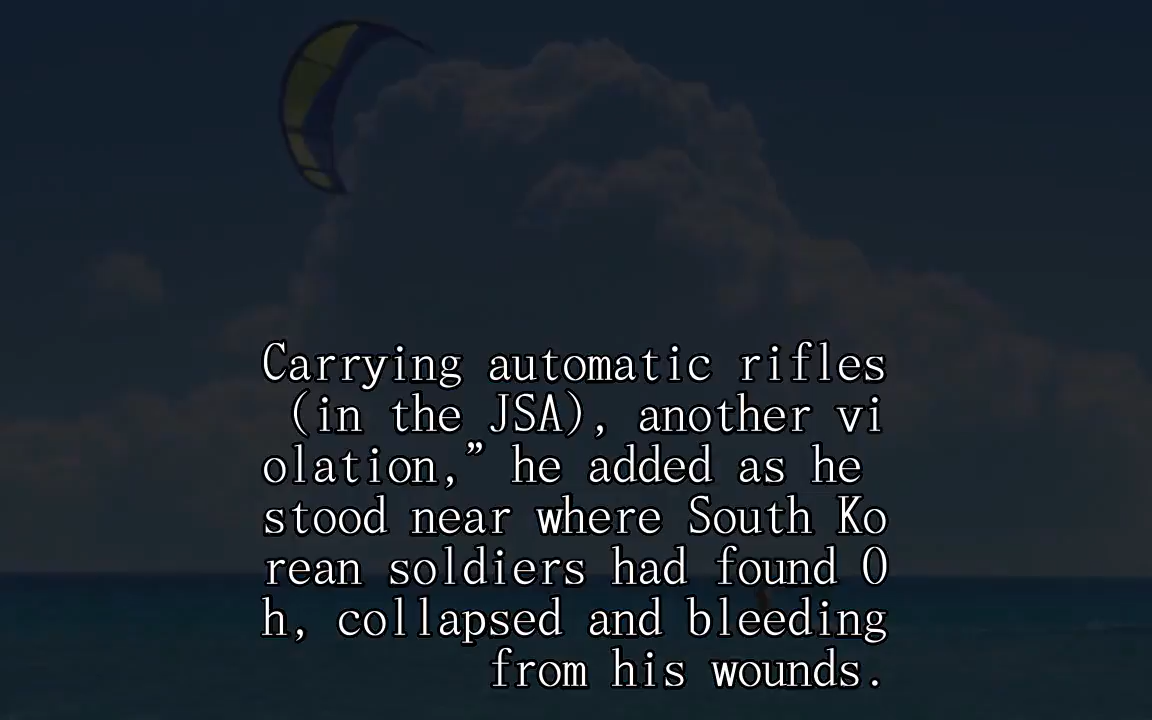 Carrying automatic rifles
(in the JSA), another vi
olation,” he added as he
stood near where South Ko
rean soldiers had found O
h, collapsed and bleeding
from his wounds.